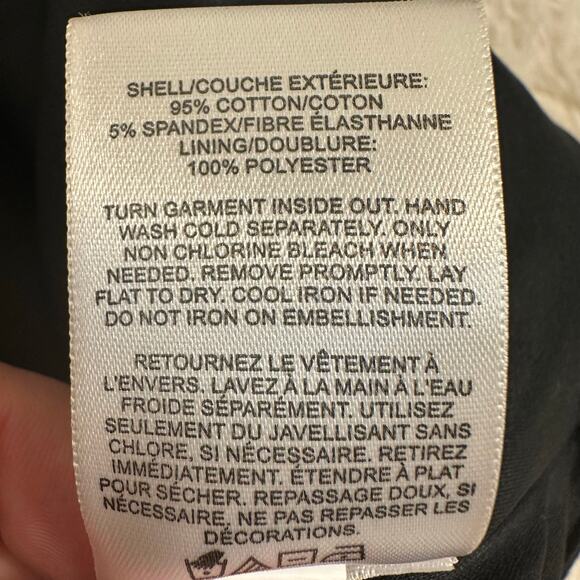 SHELL/COUCHE EXTÉRIEURE:
95% COTTON/COTON
5% SPANDEX/FIBRE ÉLASTHANNE
LINING/DOUBLURE:
100% POLYESTER
TURN GARMENT INSIDE OUT. HAND
WASH COLD SEPARATELY. ONLY
NON CHLORINE BLEACH WHEN
NEEDED. REMOVE PROMPTLY. LAY
FLAT TO DRY. COOL IRON IF NEEDED.
DO NOT IRON ON EMBELLISHMENT.
RETOURNEZ LE VÊTEMENT À
L'ENVERS. LAVEZ À LA MAIN À L'EAU
FROIDE SÉPARÉMENT. UTILISEZ
SEULEMENT DU JAVELLISANT SANS
CHLORE, SI NÉCESSAIRE. RETIREZ
IMMÉDIATEMENT. ÉTENDRE À PLAT
POUR SÉCHER. REPASSAGE DOUX, SI
NÉCESSAIRE, NE PAS REPASSER LES
DÉCORATIONS.